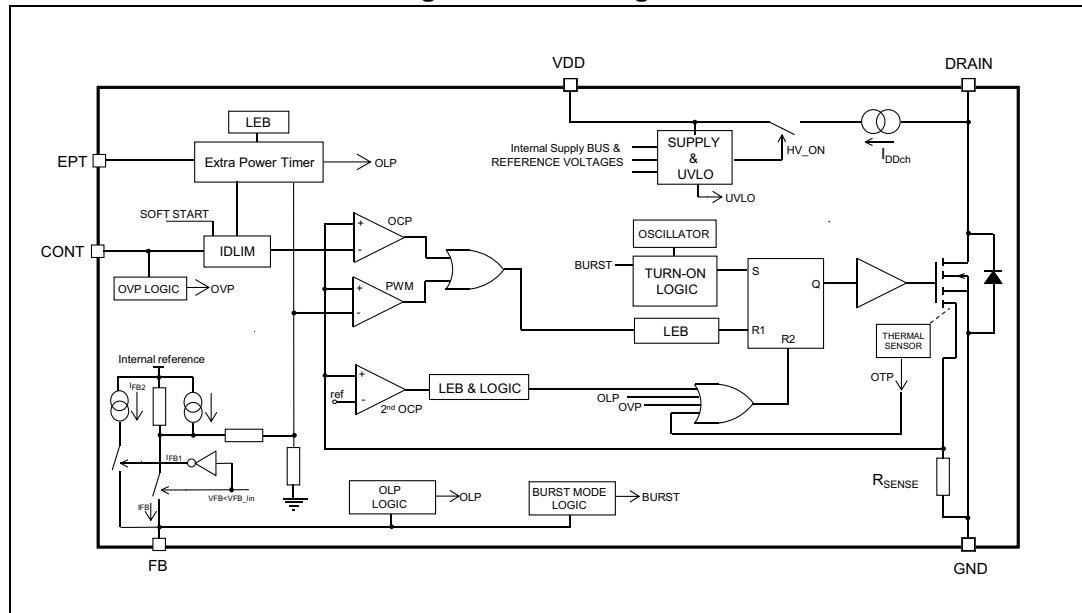 VDD
DRAIN
LEB
EPT
Extra Power Timer
OLP
Internal Supply BUS &
REFERENCE VOLTAGES
SUPPLY
&
UVLO
HV_ON
IDDch
UVLO
SOFT START
OCP
+
-
CONT
IDLIM
OSCILLATOR
BURST
TURN-ON
LOGIC
S
Q
OVP LOGIC
OVP
PWM
+
-
LEB
R1
R2
THERMAL
SENSOR
Internal reference
IFB2
ref
+
-
2nd OCP
LEB & LOGIC
OLP
OVP
OTP
IFB1
VFB<VFB_lin
IFB
OLP
LOGIC
OLP
BURST MODE
LOGIC
BURST
RSENSE
FB
GND